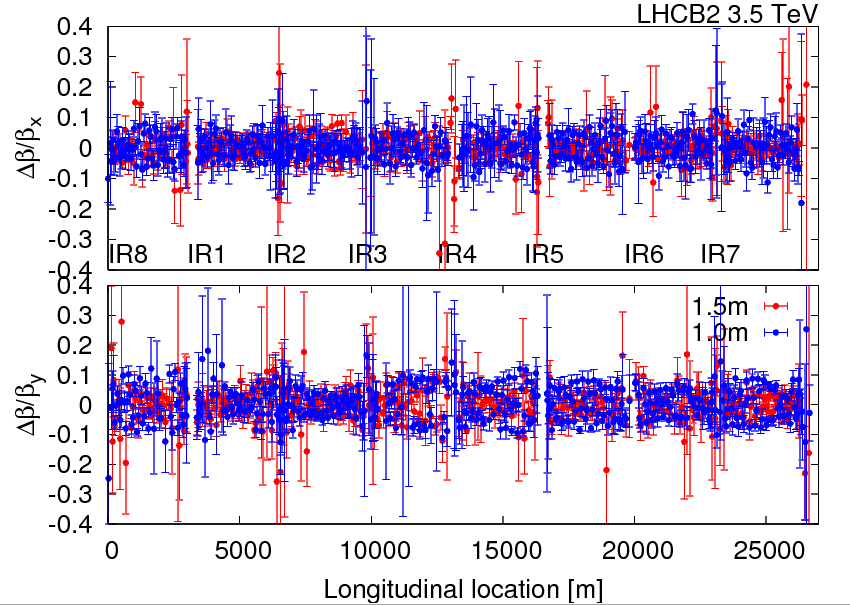 LHCB2 3.5 TeV
0.4
0.3
0.2
0.1
0
-0.1
-0.2
-0.3
-0.4
Δβ/βx
IR8 IR1 IR2 IR3 IR4 IR5 IR6 IR7
0.4
0.3
0.2
0.1
0
-0.1
-0.2
-0.3
-0.4
Δβ/βy
1.5m
1.0m
0 5000 10000 15000 20000 25000
Longitudinal location [m]